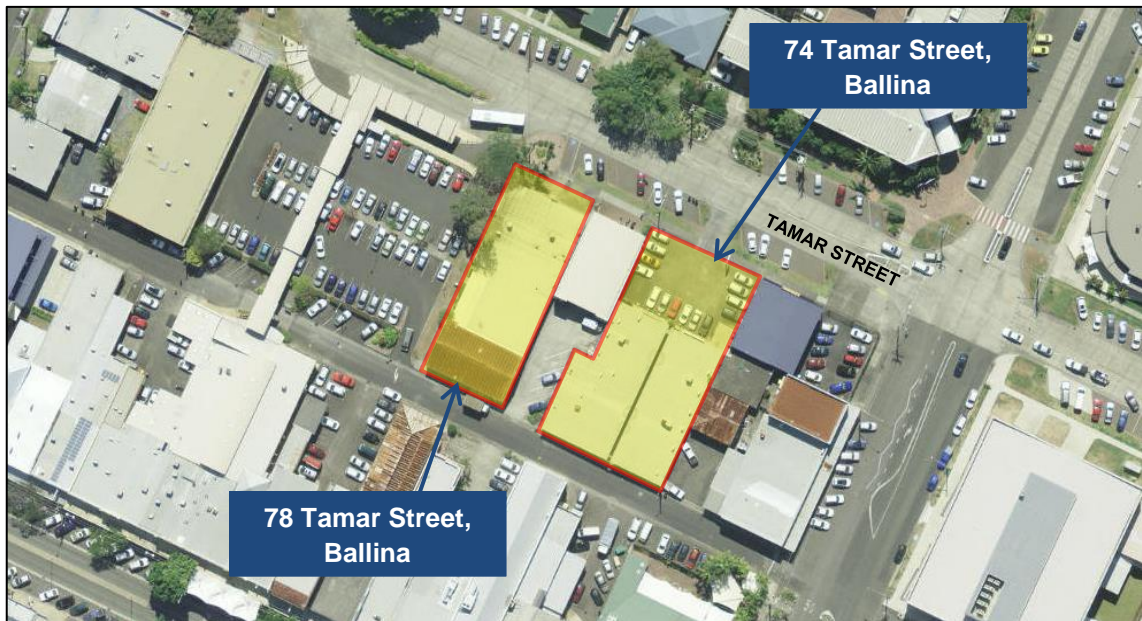 74 Tamar Street,
Ballina
TAMAR STREET
78 Tamar Street,
Ballina